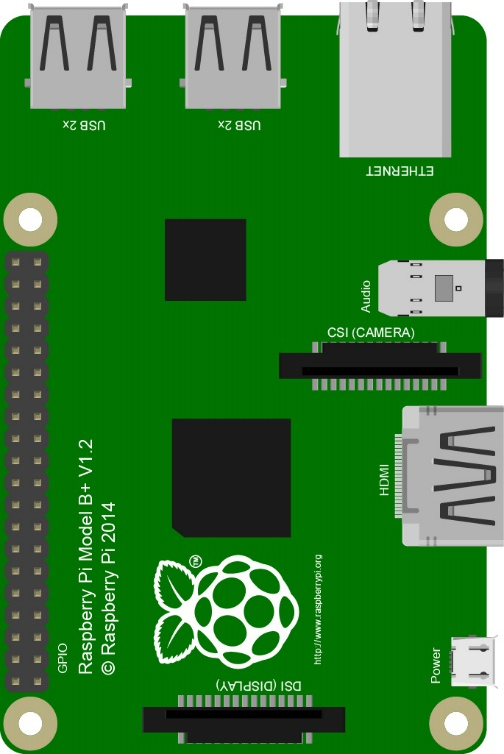 USB 2x
USB 2x
ETHERNET
Audio
CSI (CAMERA)
HDMI
Raspberry Pi Model B+ V1.2
© Raspberry Pi 2014
TM
http://www.raspberrypi.org
GPIO
Power
DSI (DISPLAY)